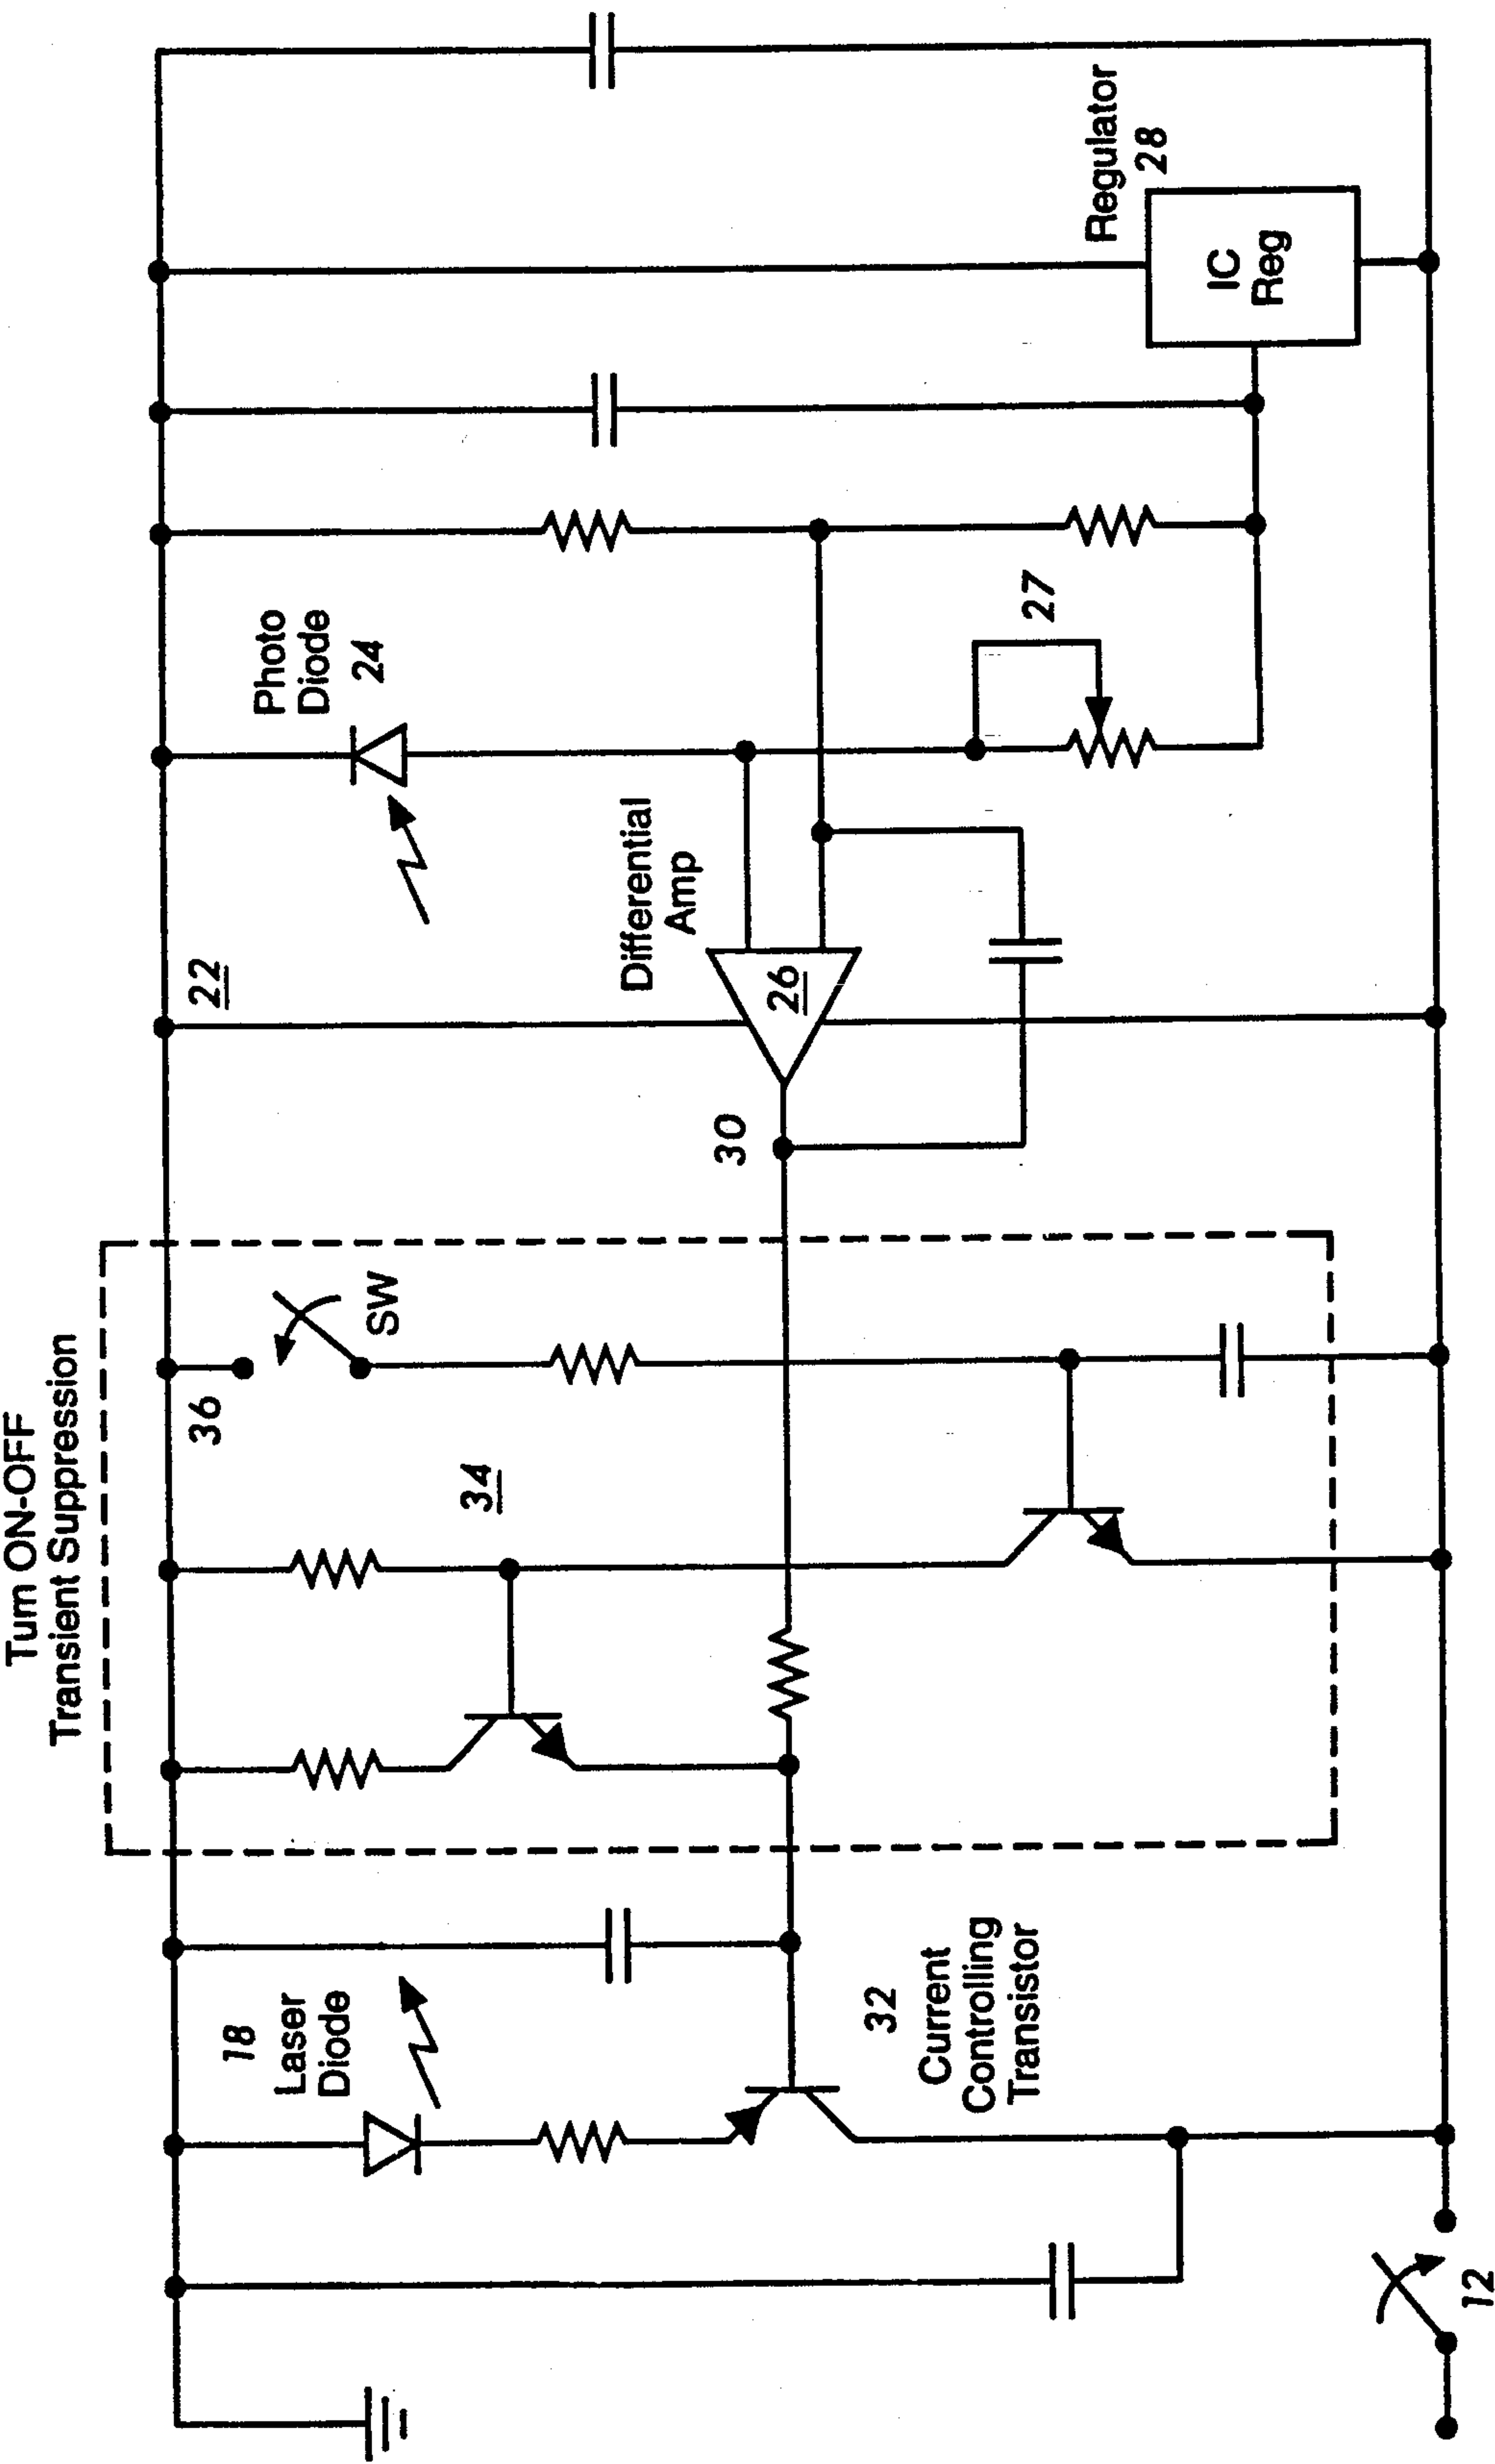 Turn ON-OFF
Transient Suppression
18
Laser
Diode
32
Current
Controlling
Transistor
12
34
36
SW
30
22
Differential
Amp
26
Photo
Diode
24
27
Regulator
28
IC
Reg